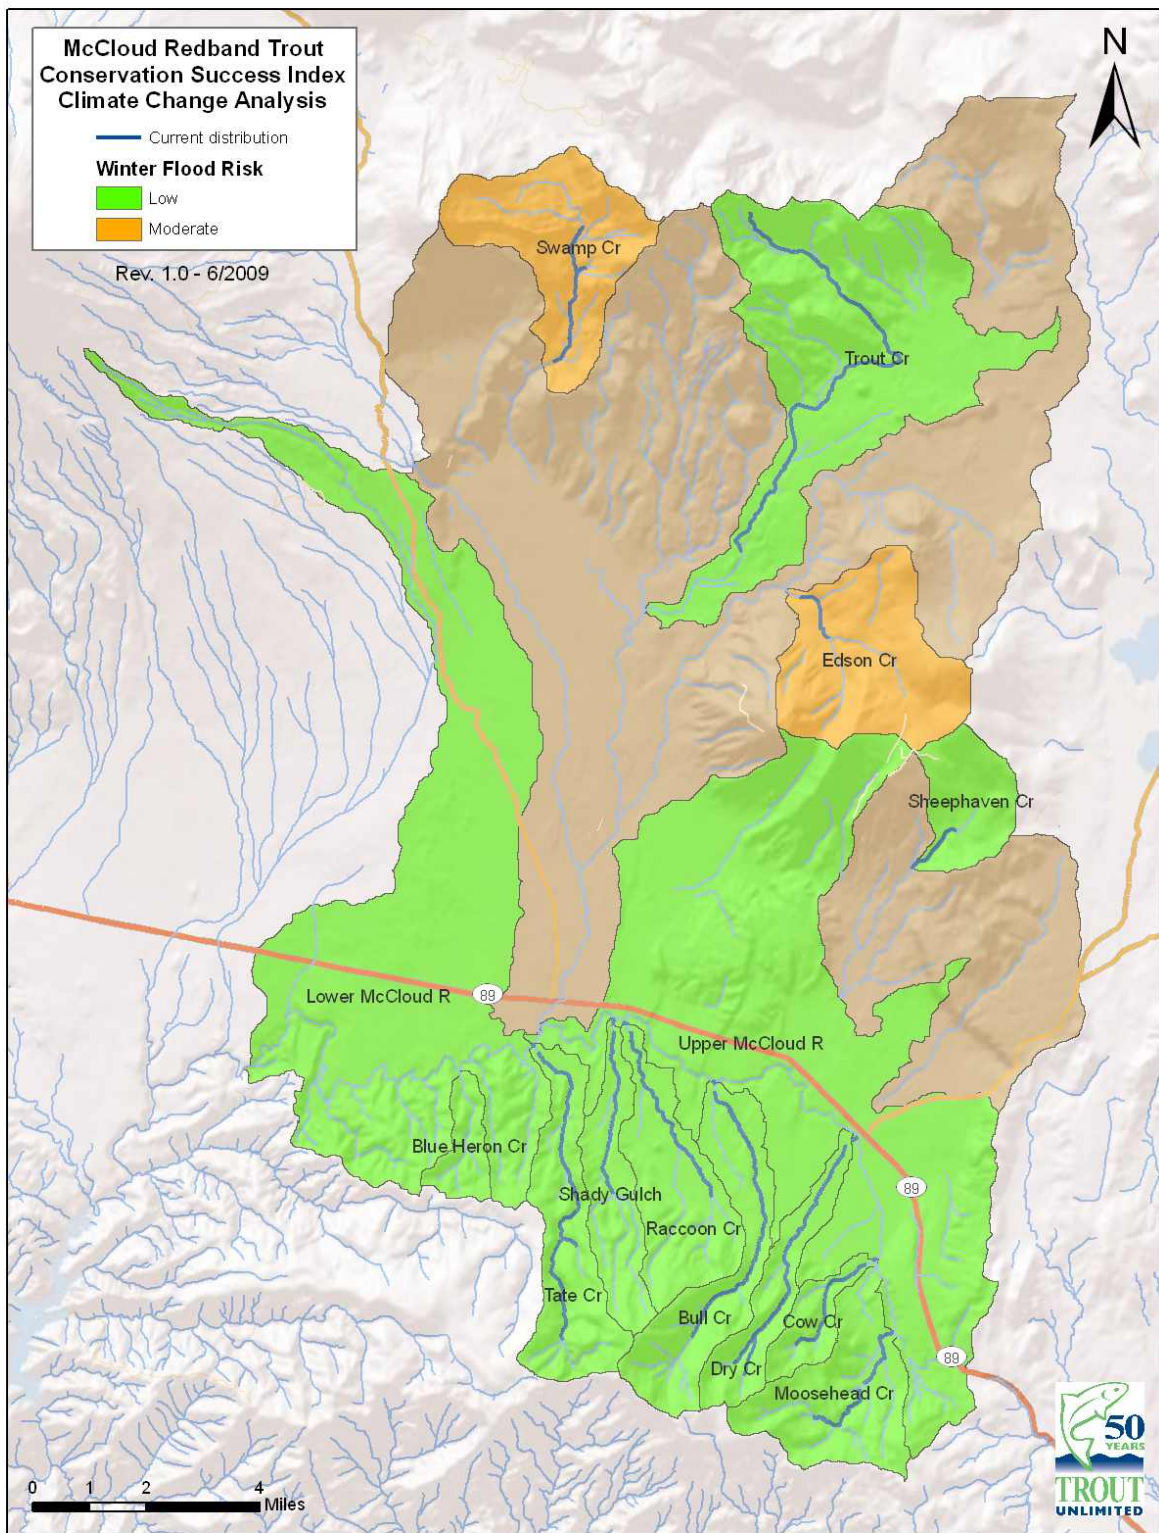 McCloud Redband Trout
Conservation Success Index
Climate Change Analysis
Current distribution
Winter Flood Risk
Low
Moderate
Rev. 1.0 - 6/2009
N
Swamp Cr
Trout Cr
Edson Cr
Sheephaven Cr
Lower McCloud R
89
Upper McCloud R
Blue Heron Cr
Shady Gulch
89
Raccoon Cr
Tate Cr
Bull Cr
Cow Cr
89
Dry Cr
Moosehead Cr
0 1 2 4
Miles
50
YEARS
TROUT
UNLIMITED